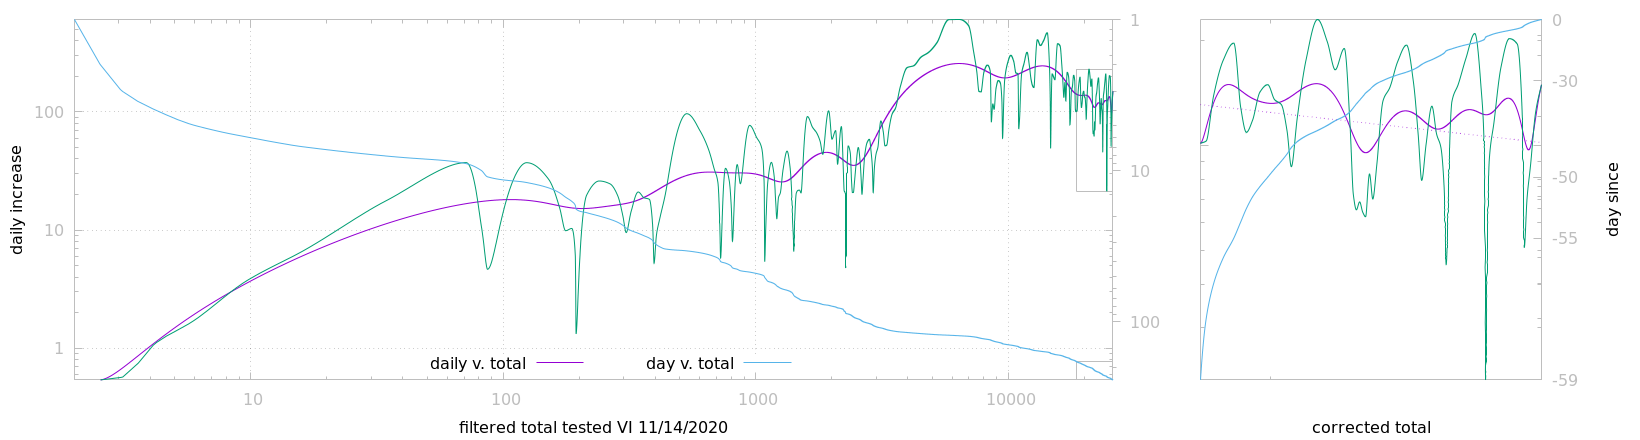 daily increase
100
10
1
daily v. total
day v. total
10
100
1000
10000
filtered total tested VI 11/14/2020
1
10
100
0
-30
-50
-55
-59
day since
corrected total